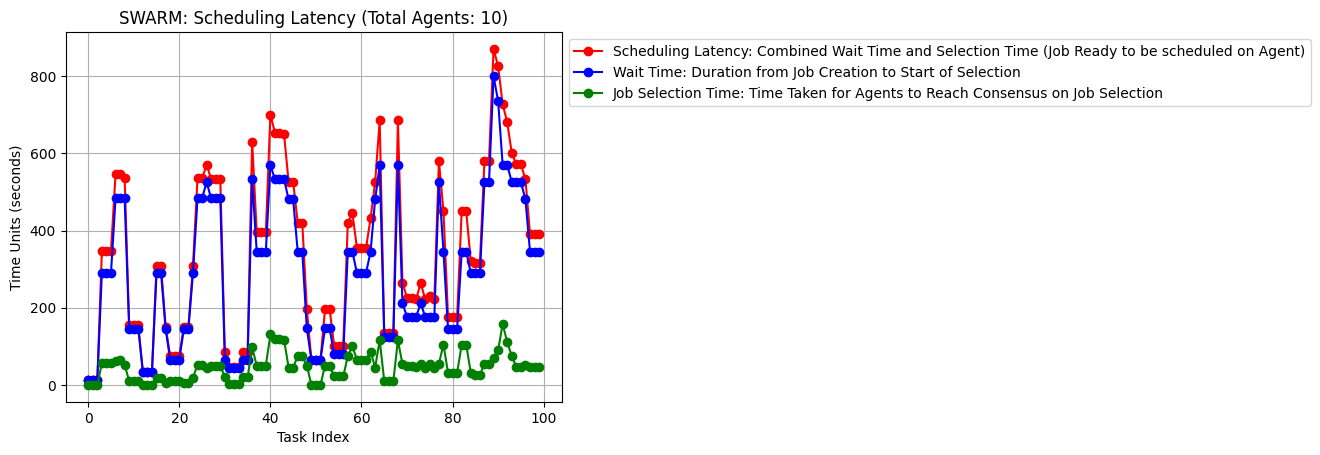 SWARM: Scheduling Latency (Total Agents: 10)
Scheduling Latency: Combined Wait Time and Selection Time (Job Ready to be scheduled on Agent)
Wait Time: Duration from Job Creation to Start of Selection
Job Selection Time: Time Taken for Agents to Reach Consensus on Job Selection
Time Units (seconds)
800
600
400
200
0
0 20 40 60 80 100
Task Index